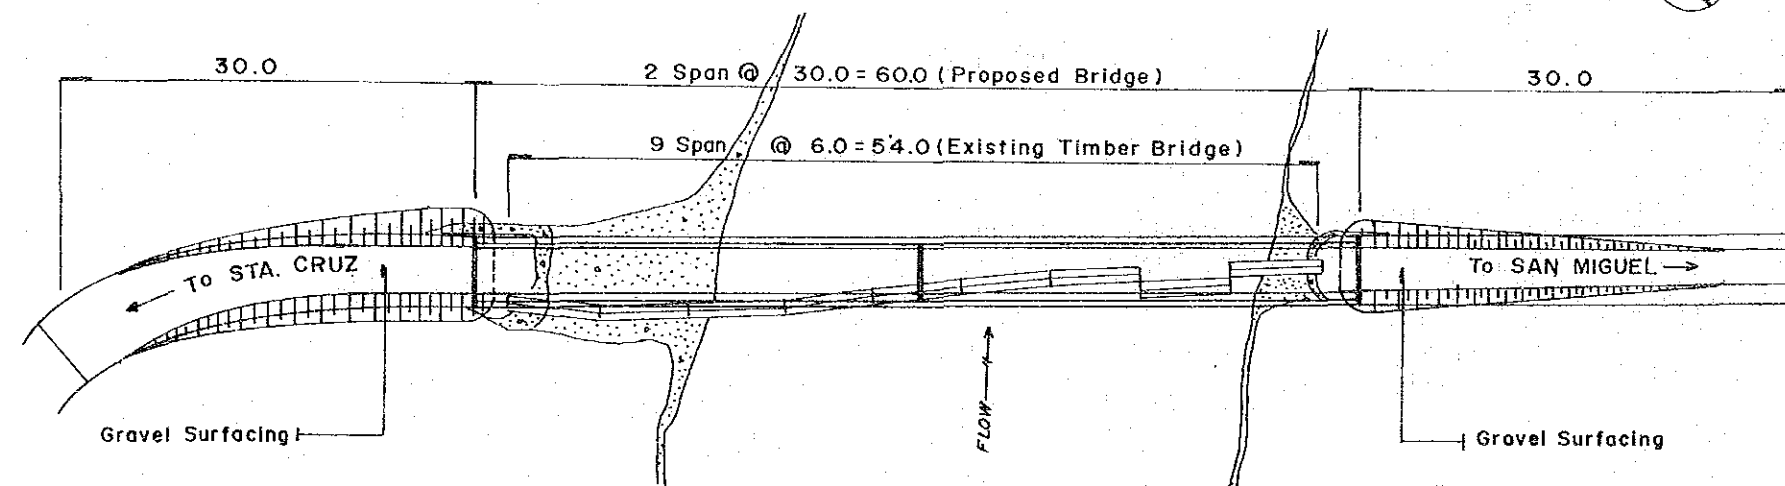 30.0
2 Span @ 30.0 = 60.0 (Proposed Bridge)
30.0
9 Span @ 6.0 = 54.0 (Existing Timber Bridge)
To STA. CRUZ
To SAN MIGUEL
FLOW
Gravel Surfacing
Gravel Surfacing